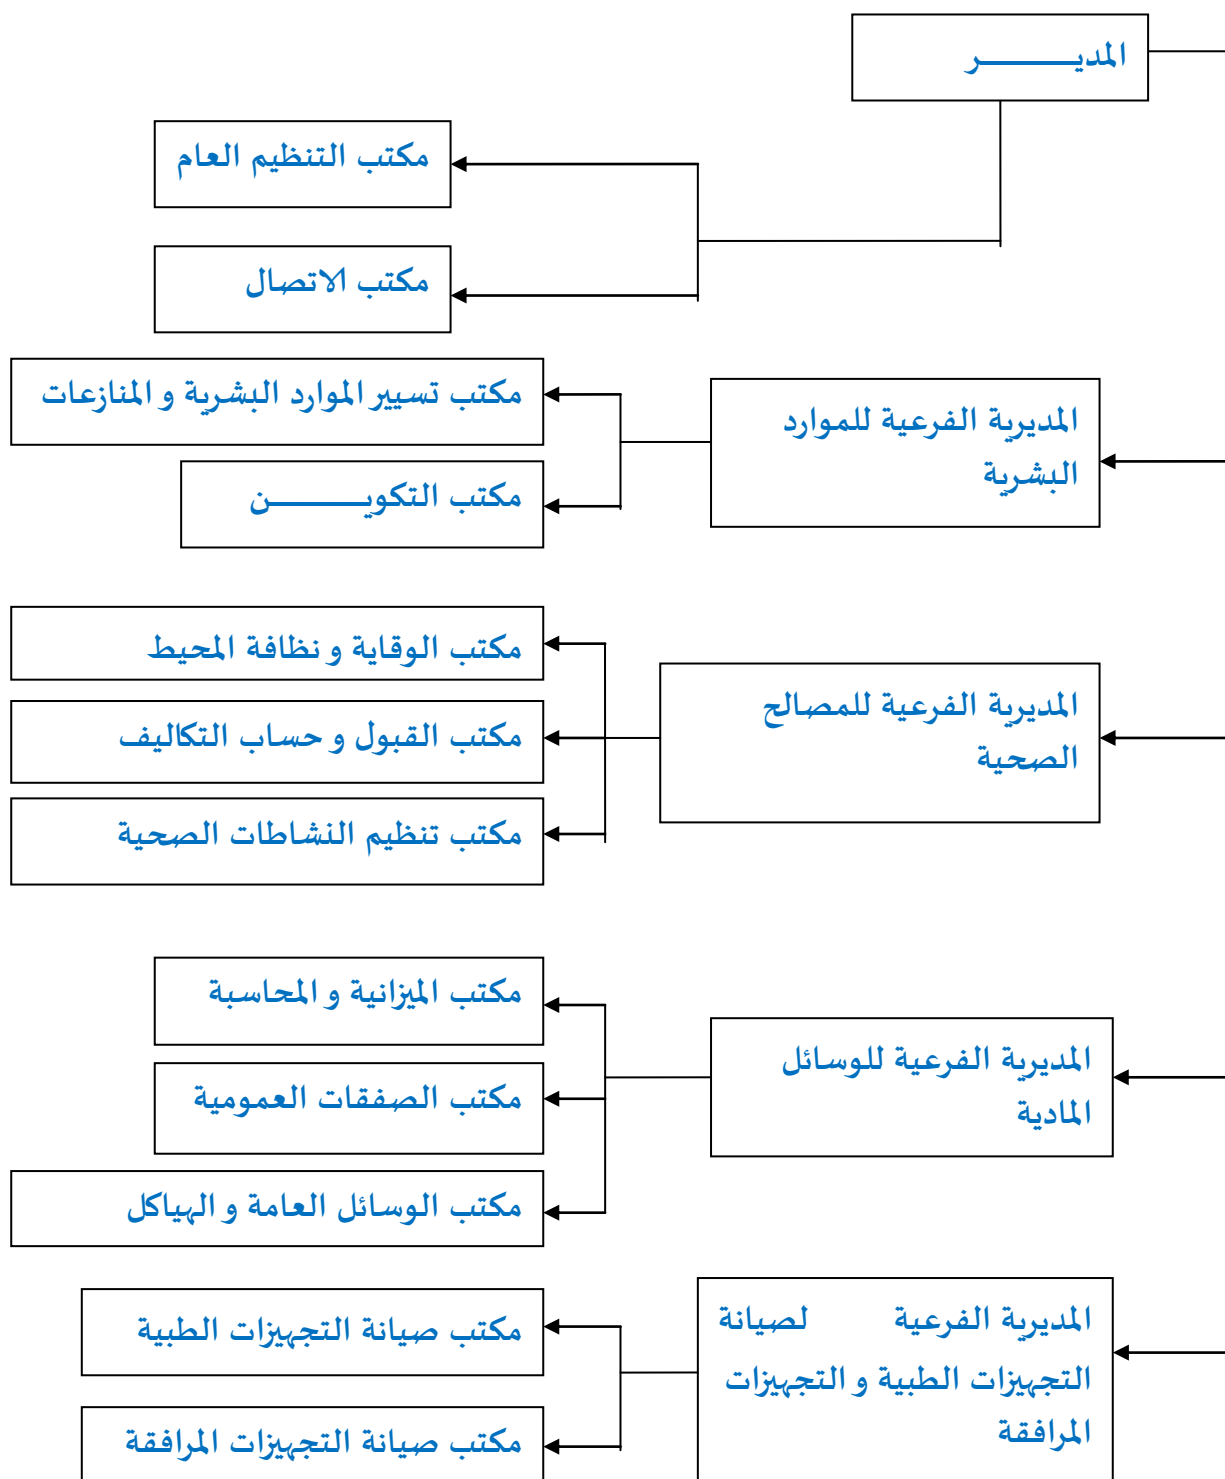 المديــــــــــر
مكتب التنظيم العام
مكتب الاتصال
المديرية الفرعية للموارد
البشرية
مكتب تسيير الموارد البشرية و المنازعات
مكتب التكويــــــــــن
المديرية الفرعية للمصالح
الصحية
مكتب الوقاية و نظافة المحيط
مكتب القبول و حساب التكاليف
مكتب تنظيم النشاطات الصحية
المديرية الفرعية للوسائل
المادية
مكتب الميزانية و المحاسبة
مكتب الصفقات العمومية
مكتب الوسائل العامة و الهياكل
المديرية الفرعية لصيانة
التجهيزات الطبية و التجهيزات
المرافقة
مكتب صيانة التجهيزات الطبية
مكتب صيانة التجهيزات المرافقة